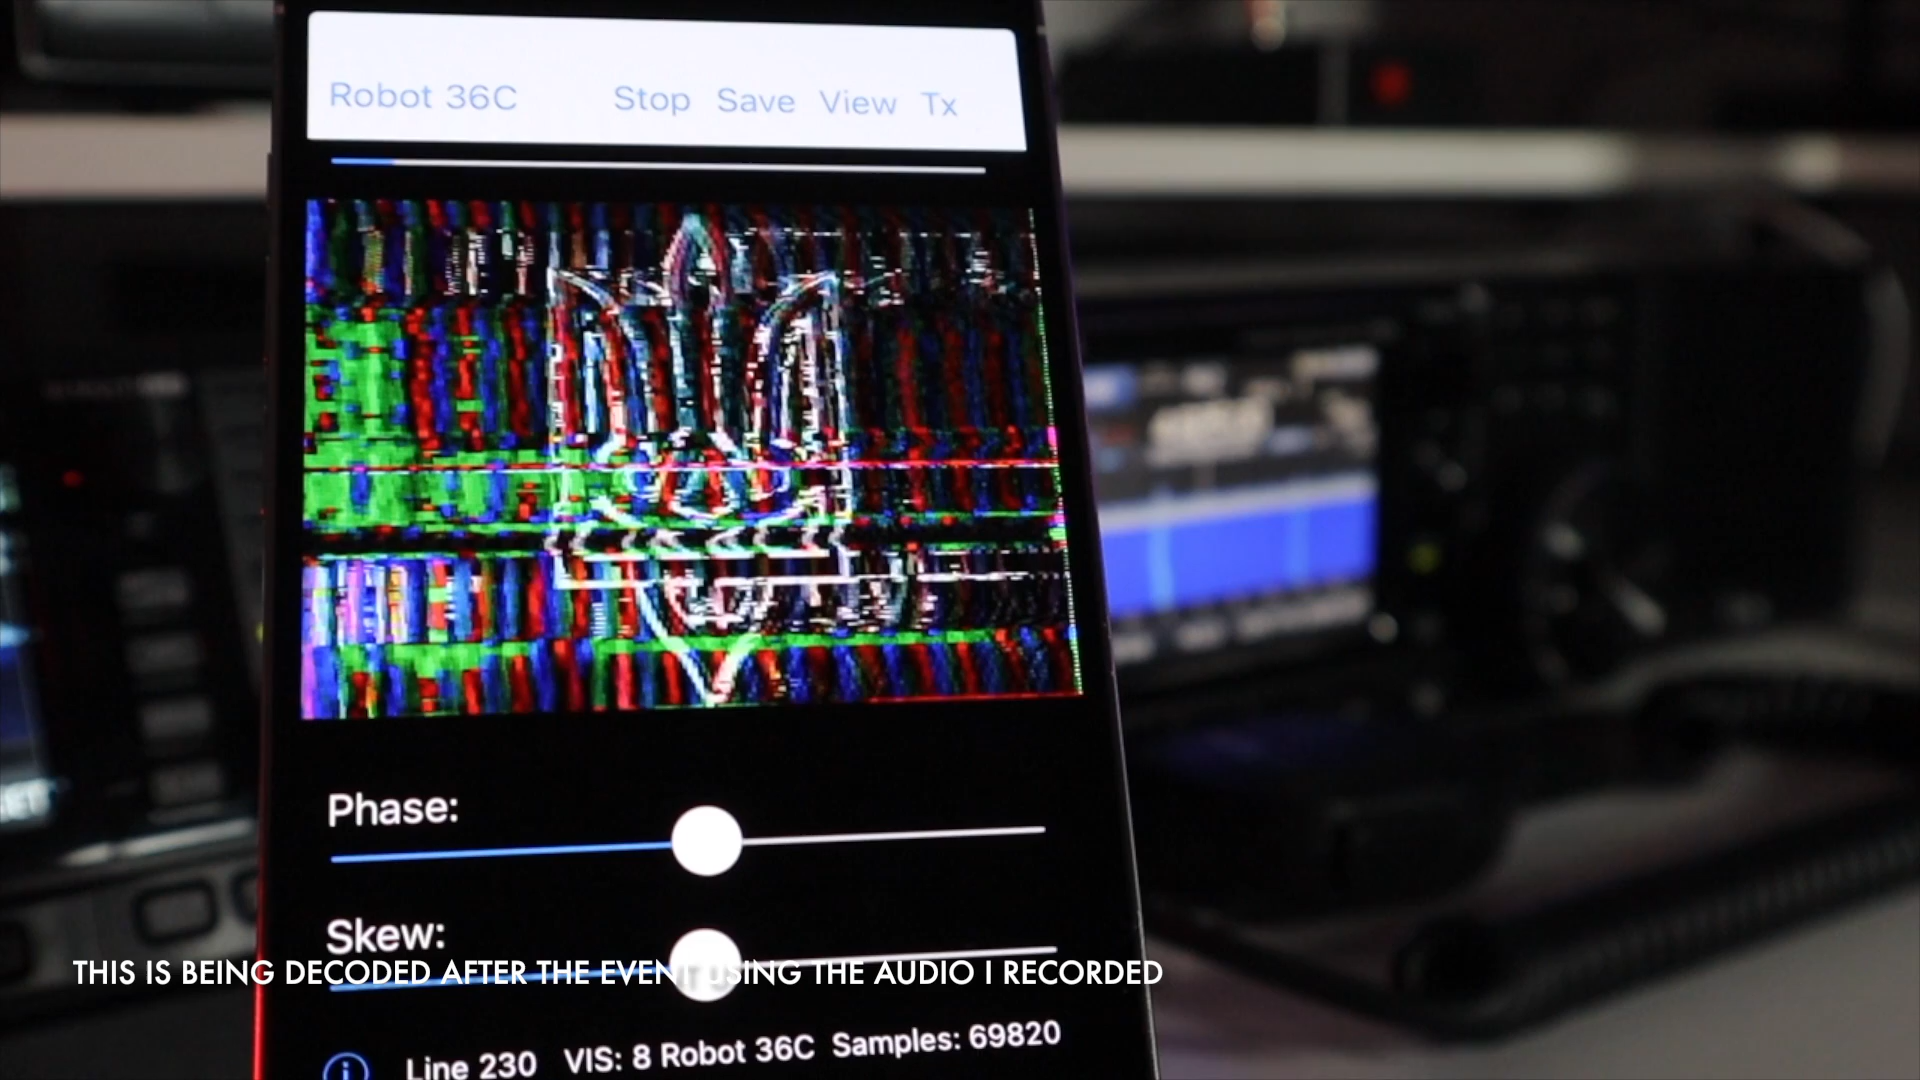 Robot 36C Stop Save View Tx
Phase:
Skew:
THIS IS BEING DECODED AFTER THE EVENT USING THE AUDIO I RECORDED
Line 230 VIS: 8 Robot 36C Samples: 69820